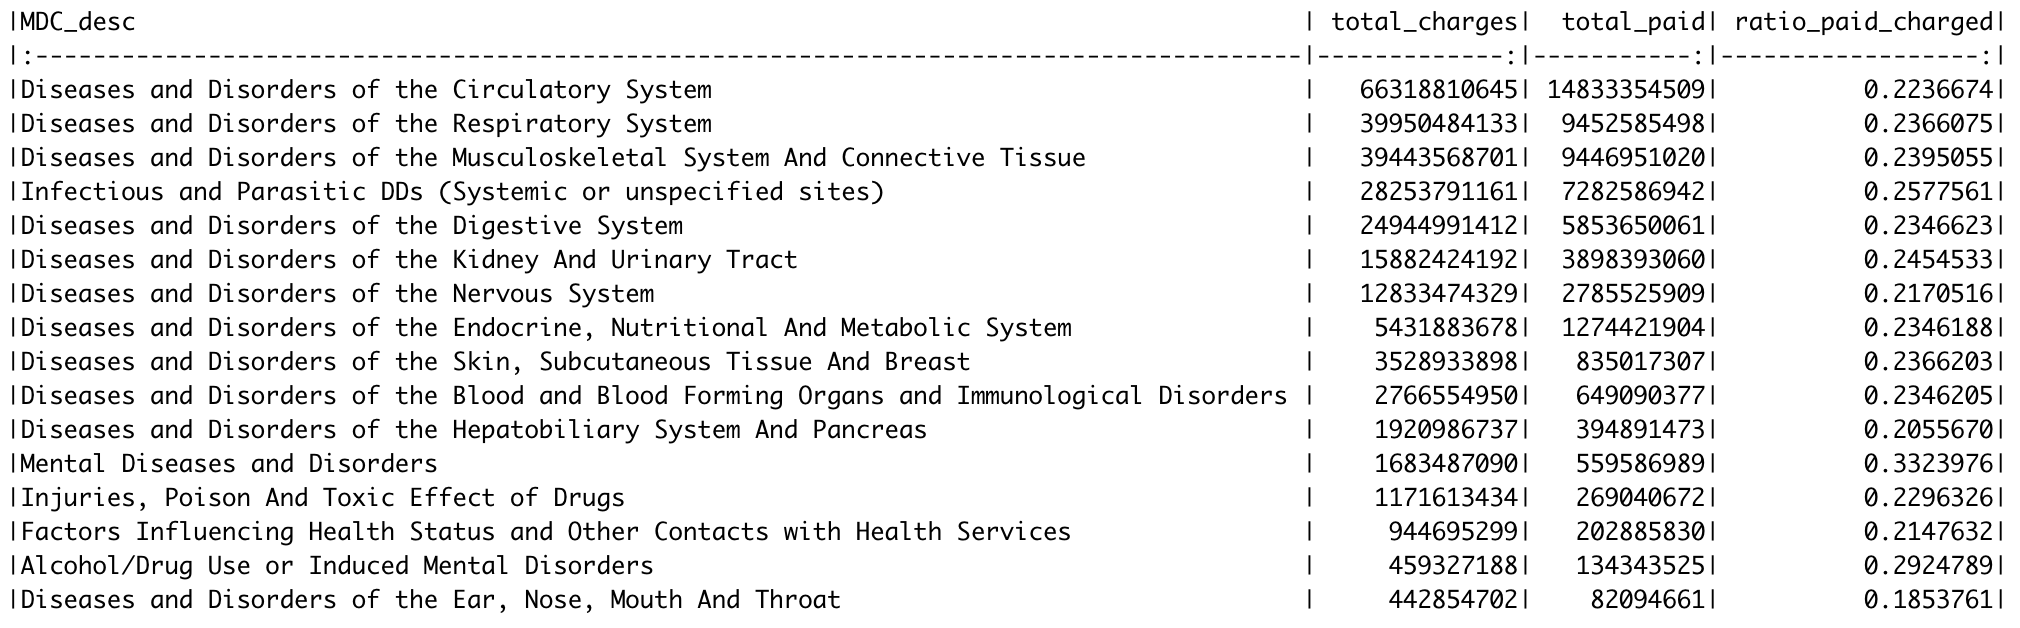 |MDC_desc | total_charges| total_paid| ratio_paid_charged|
|:----------------------------------------------------------------------------------------|-------------:|-----------:|------------------:|
|Diseases and Disorders of the Circulatory System | 66318810645| 14833354509| 0.2236674|
|Diseases and Disorders of the Respiratory System | 39950484133| 9452585498| 0.2366075|
|Diseases and Disorders of the Musculoskeletal System And Connective Tissue | 39443568701| 9446951020| 0.2395055|
|Infectious and Parasitic DDs (Systemic or unspecified sites) | 28253791161| 7282586942| 0.2577561|
|Diseases and Disorders of the Digestive System | 24944991412| 5853650061| 0.2346623|
|Diseases and Disorders of the Kidney And Urinary Tract | 15882424192| 3898393060| 0.2454533|
|Diseases and Disorders of the Nervous System | 12833474329| 2785525909| 0.2170516|
|Diseases and Disorders of the Endocrine, Nutritional And Metabolic System | 5431883678| 1274421904| 0.2346188|
|Diseases and Disorders of the Skin, Subcutaneous Tissue And Breast | 3528933898| 835017307| 0.2366203|
|Diseases and Disorders of the Blood and Blood Forming Organs and Immunological Disorders | 2766554950| 649090377| 0.2346205|
|Diseases and Disorders of the Hepatobiliary System And Pancreas | 1920986737| 394891473| 0.2055670|
|Mental Diseases and Disorders | 1683487090| 559586989| 0.3323976|
|Injuries, Poison And Toxic Effect of Drugs | 1171613434| 269040672| 0.2296326|
|Factors Influencing Health Status and Other Contacts with Health Services | 944695299| 202885830| 0.2147632|
|Alcohol/Drug Use or Induced Mental Disorders | 459327188| 134343525| 0.2924789|
|Diseases and Disorders of the Ear, Nose, Mouth And Throat | 442854702| 82094661| 0.1853761|